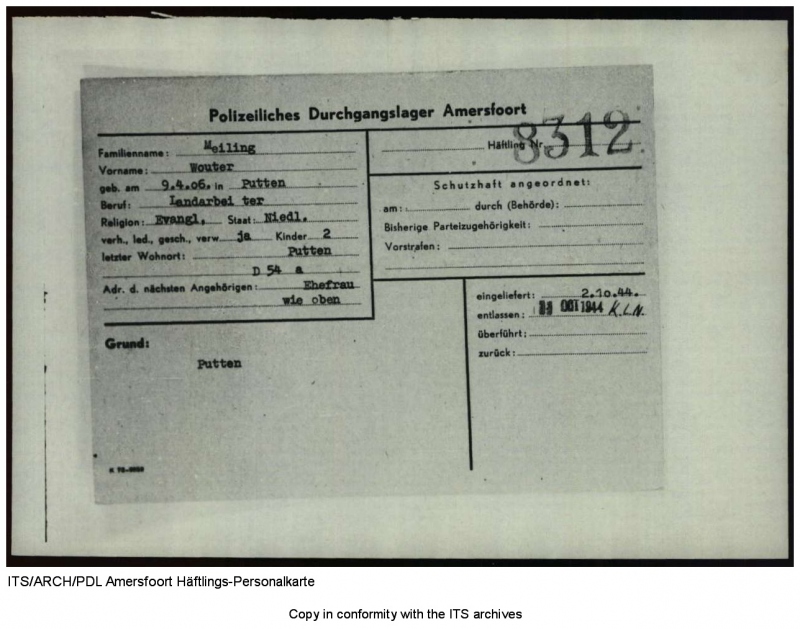 Polizeiliches Durchgangslager Amersfoort
Familienname: Meiling
Vorname: Wouter
geb. am 9.4.06. in Putten
Beruf: Landarbei ter
Religion: Evangl. Staat: Niedl.
verh., led., gesch., verw. ja Kinder 2
letzter Wohnort: Putten
D 54 a
Adr. d. nächsten Angehörigen: Ehefrau
wie oben
Häftling Nr. 8312
Schutzhaft angeordnet:
am: durch (Behörde):
Bisherige Parteizugehörigkeit:
Vorstrafen:
Grund:
Putten
eingeliefert: 2.10.44.
entlassen: OCT 1944 K.L.N.
überführt:
zurück:
ITS/ARCH/PDL Amersfoort Häftlings-Personalkarte
Copy in conformity with the ITS archives